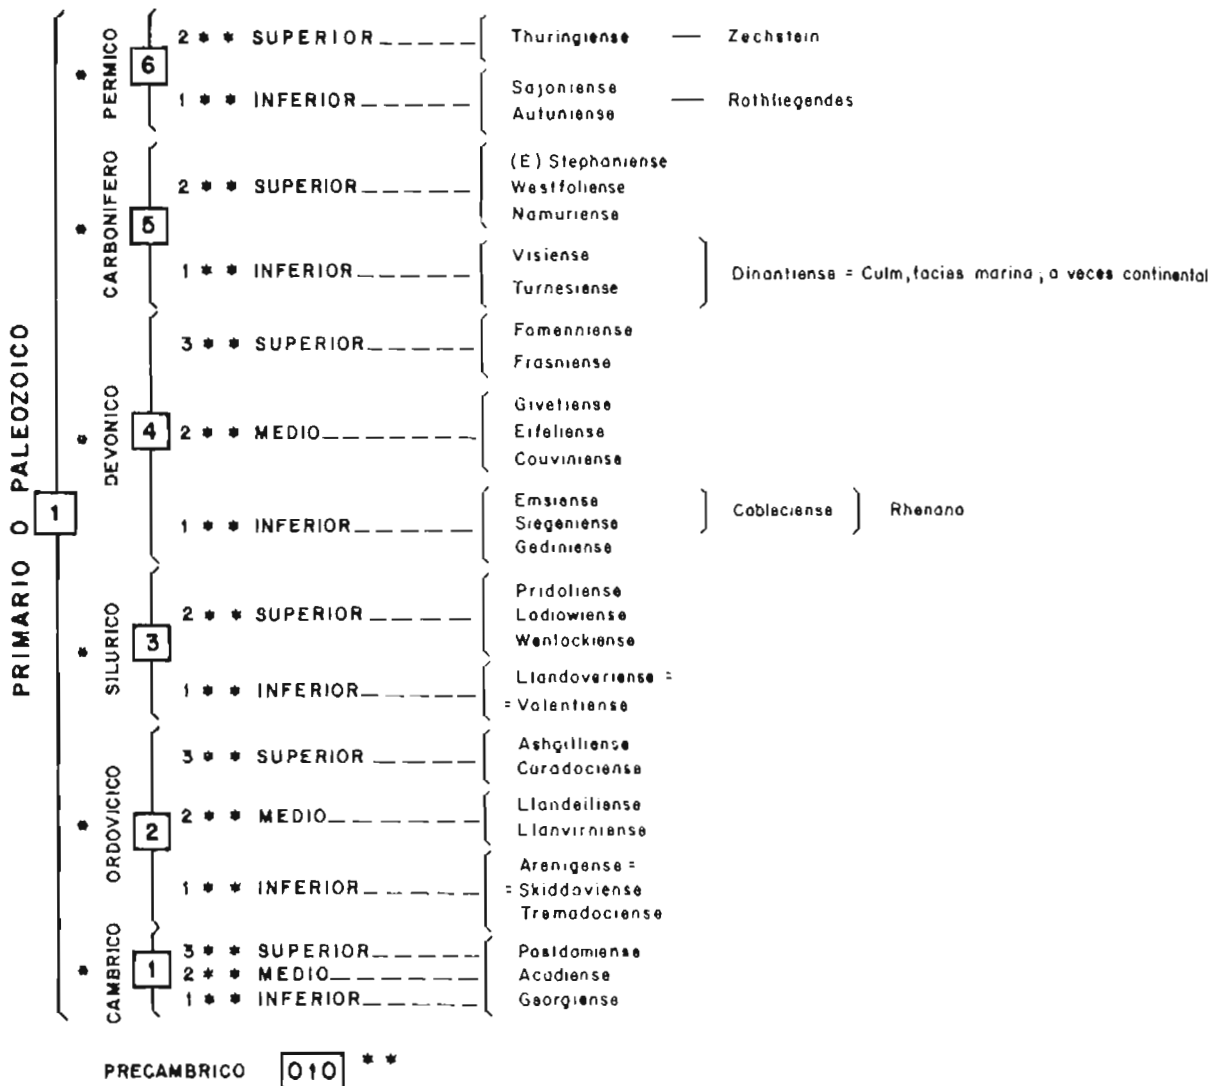 PRIMARIO O PALEOZOICO
1
* PERMICO 6
2 * * SUPERIOR Thuringiense — Zechstein
1 * * INFERIOR Sajoniense
Autuniense — Rothliegendes
* CARBONIFERO 5
2 * * SUPERIOR (E) Stephaniense
Westfoliense
Namuriense
1 * * INFERIOR Visiense
Turnesiense
Dinantiense = Culm, facies marina, a veces continental
* DEVONICO 4
3 * * SUPERIOR Famenniense
Frasniense
2 * * MEDIO Givetiense
Eifeliense
Couviniense
1 * * INFERIOR Emsiense
Siegeniense
Gediniense
Cobleciense Rhenano
* SILURICO 3
2 * * SUPERIOR Pridoliense
Ladlowiense
Wenlockiense
1 * * INFERIOR Llandoveriense =
= Valentiense
* ORDOVICICO 2
3 * * SUPERIOR Ashgilliense
Caradociense
2 * * MEDIO Llandeiliense
Llanvirniense
1 * * INFERIOR Arenigense =
= Skiddaviense
Tremadociense
* CAMBRICO 1
3 * * SUPERIOR Postdamiense
2 * * MEDIO Acadiense
1 * * INFERIOR Georgiense
PRECAMBRICO 010 * *